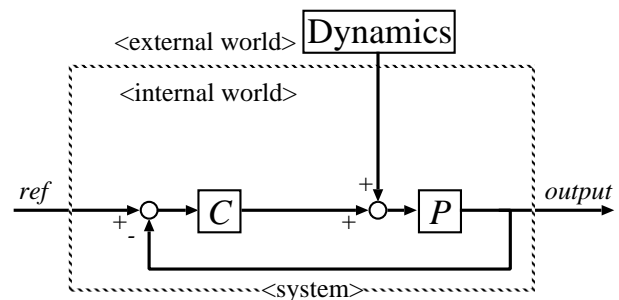 <external world> Dynamics
<internal world>
+
ref + - C + P output
<system>